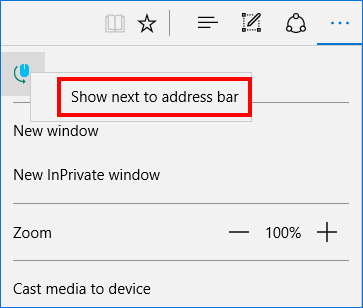 Show next to address bar
New window
New InPrivate window
Zoom — 100% +
Cast media to device